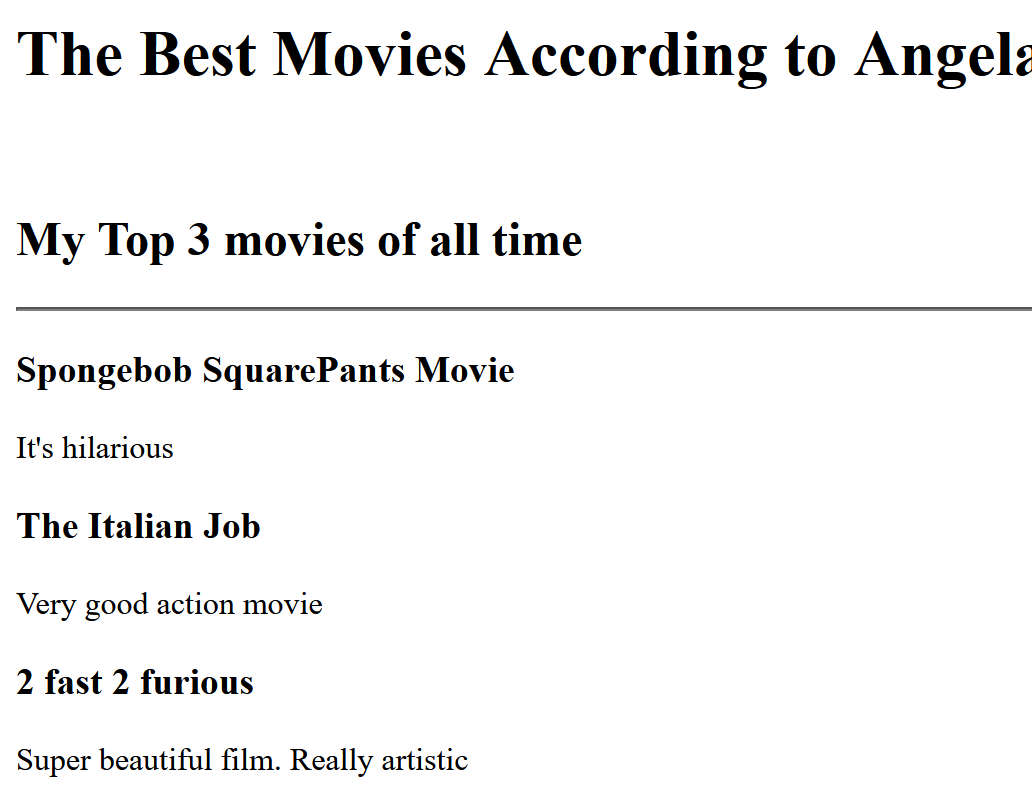 The Best Movies According to Angela
My Top 3 movies of all time
Spongebob SquarePants Movie
It's hilarious
The Italian Job
Very good action movie
2 fast 2 furious
Super beautiful film. Really artistic